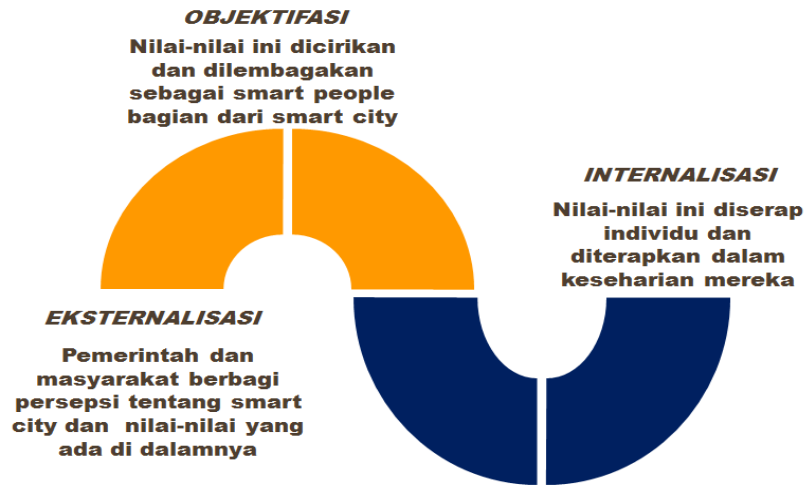 OBJEKTIFASI
Nilai-nilai ini dicirikan
dan dilembagakan
sebagai smart people
bagian dari smart city
INTERNALISASI
Nilai-nilai ini diserap
individu dan
diterapkan dalam
keseharian mereka
EKSTERNALISASI
Pemerintah dan
masyarakat berbagi
persepsi tentang smart
city dan nilai-nilai yang
ada di dalamnya